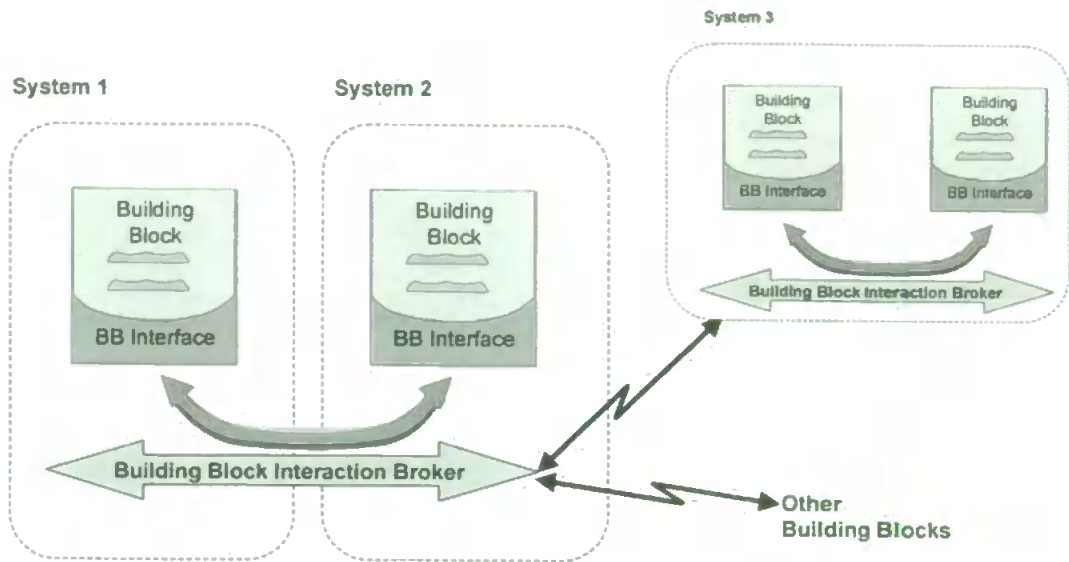 System 3
System 1
System 2
Building
Block
BB Interface
Building
Block
BB Interface
Building Block Interaction Broker
Building
Block
BB Interface
Building
Block
BB Interface
Building Block Interaction Broker
Other
Building Blocks